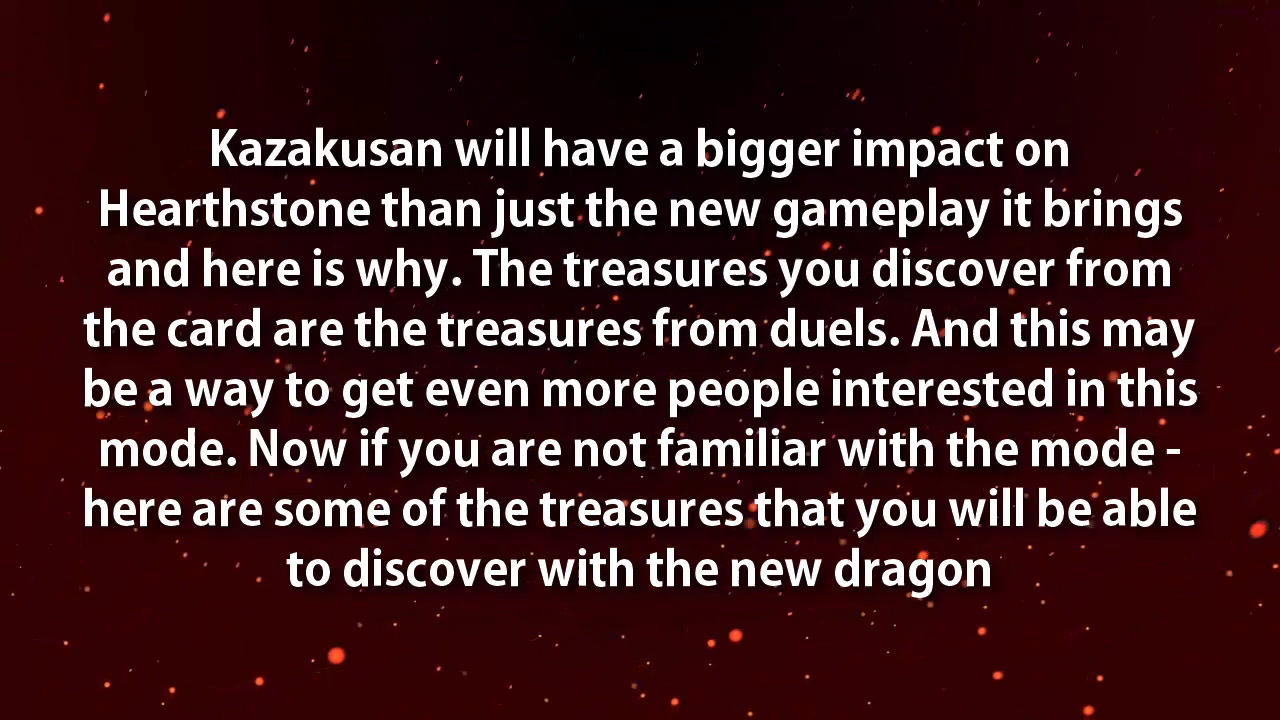 Kazakusan will have a bigger impact on
Hearthstone than just the new gameplay it brings
and here is why. The treasures you discover from
the card are the treasures from duels. And this may
be a way to get even more people interested in this
mode. Now if you are not familiar with the mode -
here are some of the treasures that you will be able
to discover with the new dragon